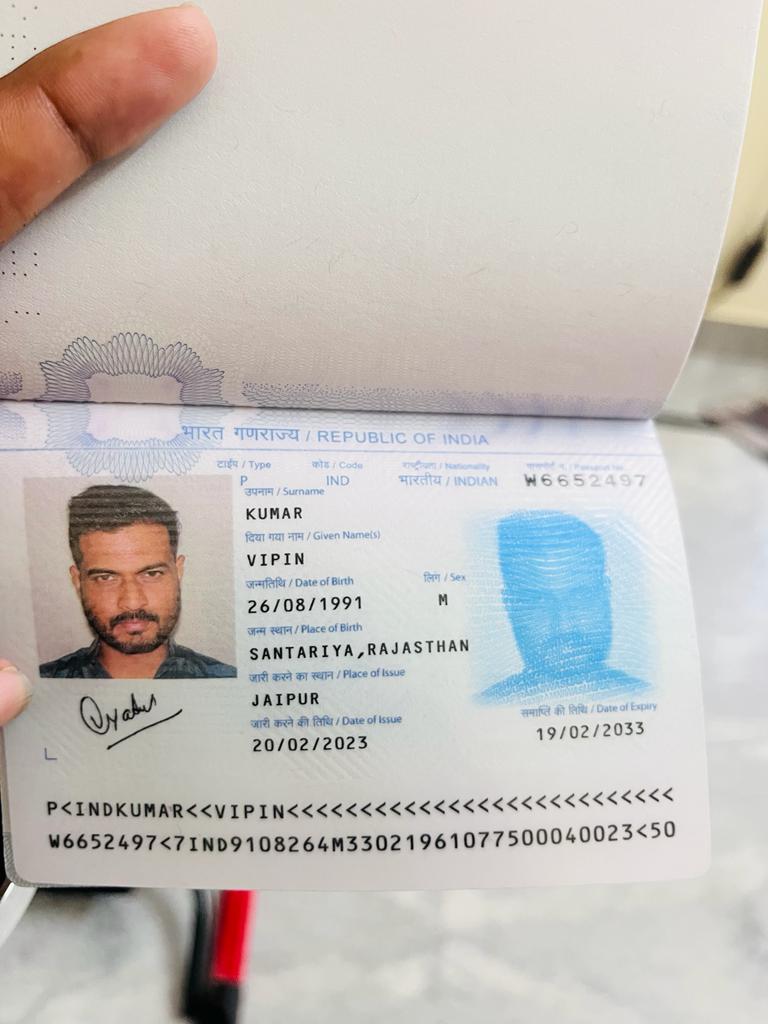 भारत गणराज्य / REPUBLIC OF INDIA
टाईप / Type
कोड / Code
राष्ट्रीयता / Nationality
पासपोर्ट न. / Passport No.
P
IND
भारतीय / INDIAN
W6652497
उपनाम / Surname
KUMAR
दिया गया नाम / Given Name(s)
VIPIN
जन्मतिथि / Date of Birth
लिंग / Sex
26/08/1991
M
जन्म स्थान / Place of Birth
SANTARIYA,RAJASTHAN
जारी करने का स्थान / Place of Issue
JAIPUR
जारी करने की तिथि / Date of Issue
समाप्ति की तिथि / Date of Expiry
20/02/2023
19/02/2033
P<INDKUMAR<<VIPIN<<<<<<<<<<<<<<<<<<<<<<<<<<<
W6652497<7IND9108264M33021961077500040023<50